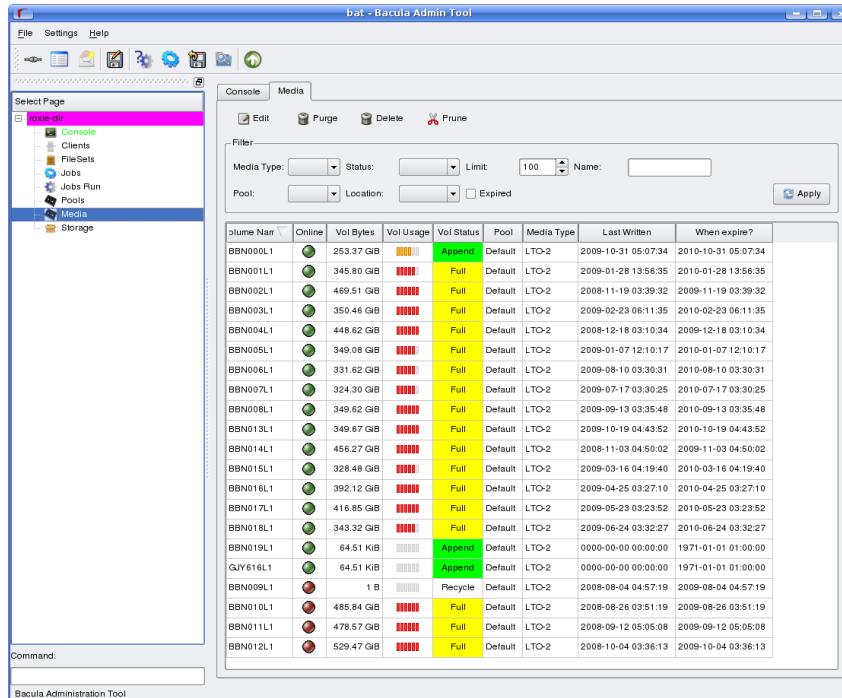 bat - Bacula Admin Tool
File Settings Help
Select Page
roxie-dir
Console
Clients
FileSets
Jobs
Jobs Run
Pools
Media
Storage
Command:
Bacula Administration Tool
Console Media
Edit Purge Delete Prune
Filter
Media Type: Status: Limit: 100 Name:
Pool: Location: Expired Apply
olume Nam Online Vol Bytes Vol Usage Vol Status Pool Media Type Last Written When expire?
BBN000L1 253.37 GiB Append Default LTO-2 2009-10-31 05:07:34 2010-10-31 05:07:34
BBN001L1 345.80 GiB Full Default LTO-2 2009-01-28 13:56:35 2010-01-28 13:56:35
BBN002L1 469.51 GiB Full Default LTO-2 2008-11-19 03:39:32 2009-11-19 03:39:32
BBN003L1 350.46 GiB Full Default LTO-2 2009-02-23 06:11:35 2010-02-23 06:11:35
BBN004L1 448.62 GiB Full Default LTO-2 2008-12-18 03:10:34 2009-12-18 03:10:34
BBN005L1 349.08 GiB Full Default LTO-2 2009-01-07 12:10:17 2010-01-07 12:10:17
BBN006L1 331.62 GiB Full Default LTO-2 2009-08-10 03:30:31 2010-08-10 03:30:31
BBN007L1 324.30 GiB Full Default LTO-2 2009-07-17 03:30:25 2010-07-17 03:30:25
BBN008L1 349.62 GiB Full Default LTO-2 2009-09-13 03:35:48 2010-09-13 03:35:48
BBN013L1 349.67 GiB Full Default LTO-2 2009-10-19 04:43:52 2010-10-19 04:43:52
BBN014L1 456.27 GiB Full Default LTO-2 2008-11-03 04:50:02 2009-11-03 04:50:02
BBN015L1 328.48 GiB Full Default LTO-2 2009-03-16 04:19:40 2010-03-16 04:19:40
BBN016L1 392.12 GiB Full Default LTO-2 2009-04-25 03:27:10 2010-04-25 03:27:10
BBN017L1 416.85 GiB Full Default LTO-2 2009-05-23 03:23:52 2010-05-23 03:23:52
BBN018L1 343.32 GiB Full Default LTO-2 2009-06-24 03:32:27 2010-06-24 03:32:27
BBN019L1 64.51 KiB Append Default LTO-2 0000-00-00 00:00:00 1971-01-01 01:00:00
GJY616L1 64.51 KiB Append Default LTO-2 0000-00-00 00:00:00 1971-01-01 01:00:00
BBN009L1 1 B Recycle Default LTO-2 2008-08-04 04:57:19 2009-08-04 04:57:19
BBN010L1 485.84 GiB Full Default LTO-2 2008-08-26 03:51:19 2009-08-26 03:51:19
BBN011L1 478.57 GiB Full Default LTO-2 2008-09-12 05:05:08 2009-09-12 05:05:08
BBN012L1 529.47 GiB Full Default LTO-2 2008-10-04 03:36:13 2009-10-04 03:36:13